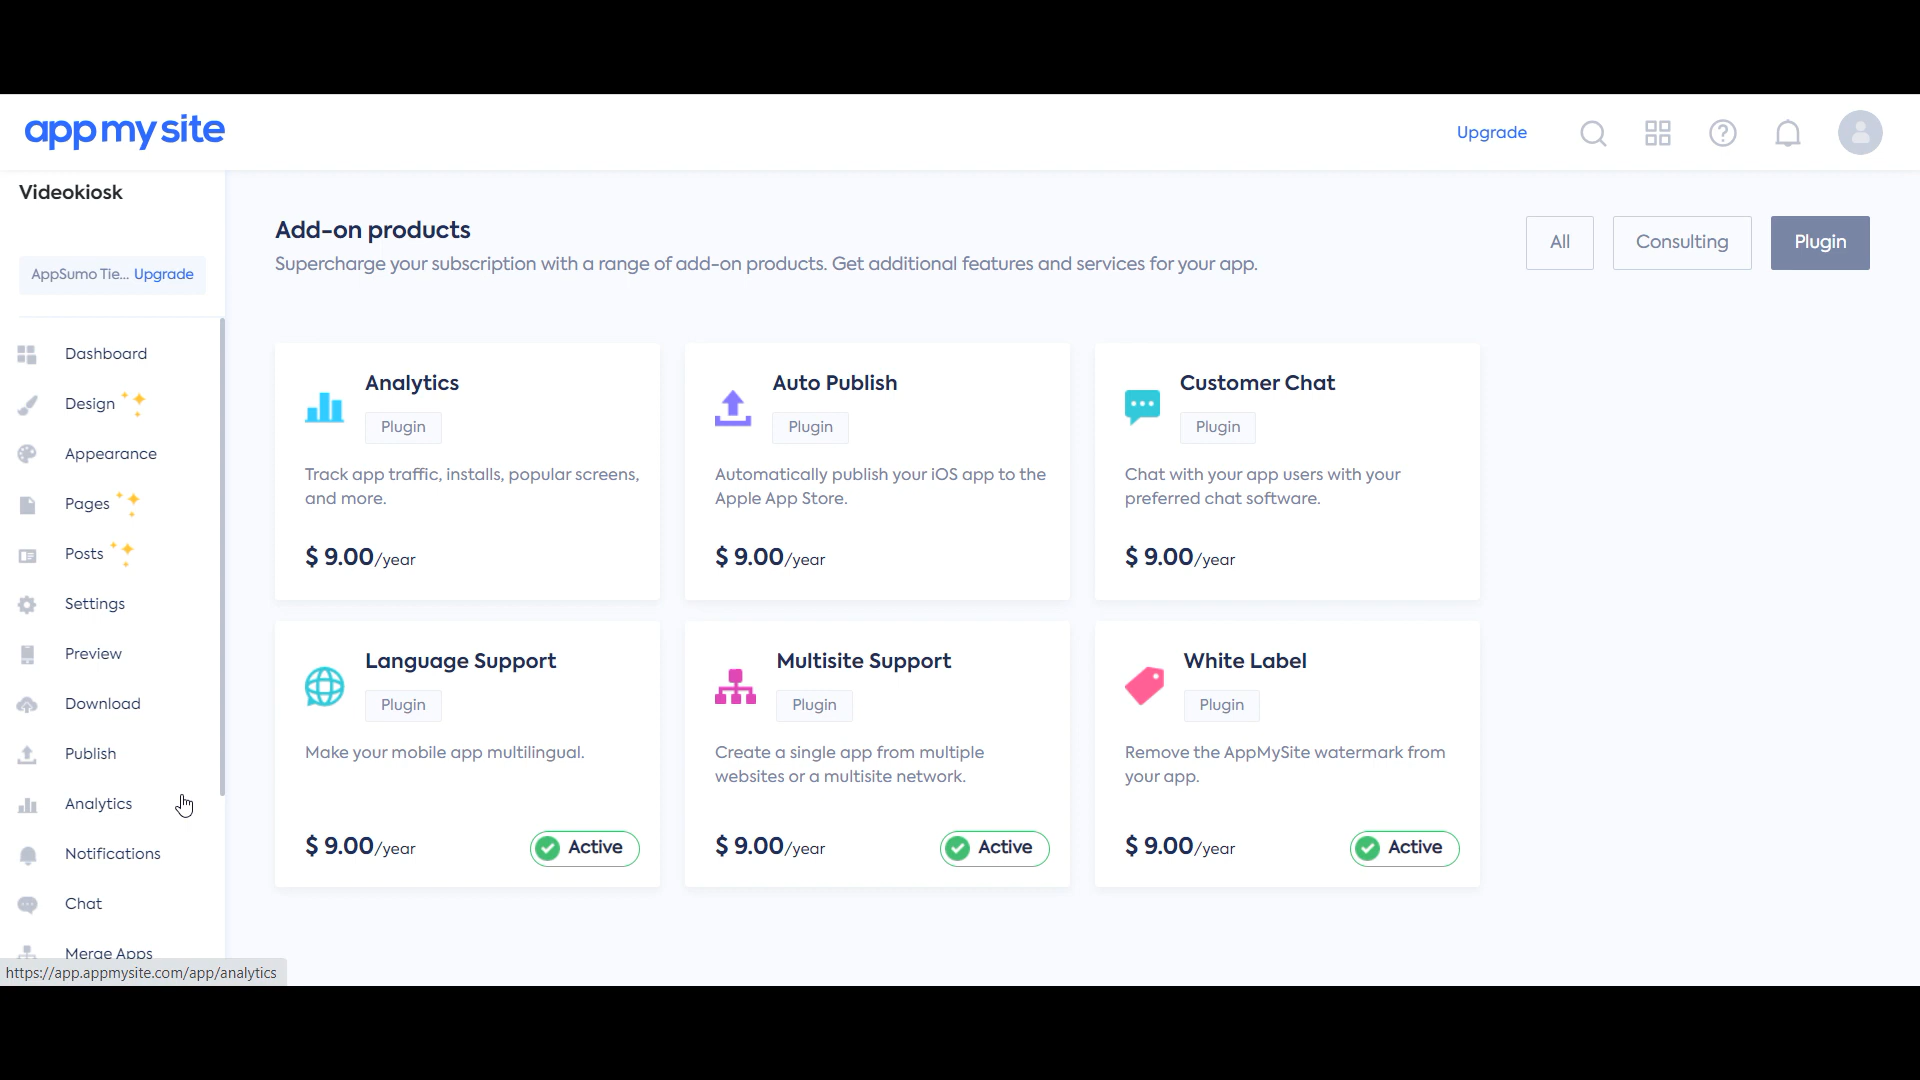 app my site
Upgrade
Videokiosk
AppSumo Tie... Upgrade
Dashboard
Design
Appearance
Pages
Posts
Settings
Preview
Download
Publish
Analytics
Notifications
Chat
Merge Apps
https://app.appmysite.com/app/analytics
Add-on products
Supercharge your subscription with a range of add-on products. Get additional features and services for your app.
All
Consulting
Plugin
Analytics
Plugin
Track app traffic, installs, popular screens,
and more.
$ 9.00/year
Auto Publish
Plugin
Automatically publish your iOS app to the
Apple App Store.
$ 9.00/year
Customer Chat
Plugin
Chat with your app users with your
preferred chat software.
$ 9.00/year
Language Support
Plugin
Make your mobile app multilingual.
$ 9.00/year
Active
Multisite Support
Plugin
Create a single app from multiple
websites or a multisite network.
$ 9.00/year
Active
White Label
Plugin
Remove the AppMySite watermark from
your app.
$ 9.00/year
Active